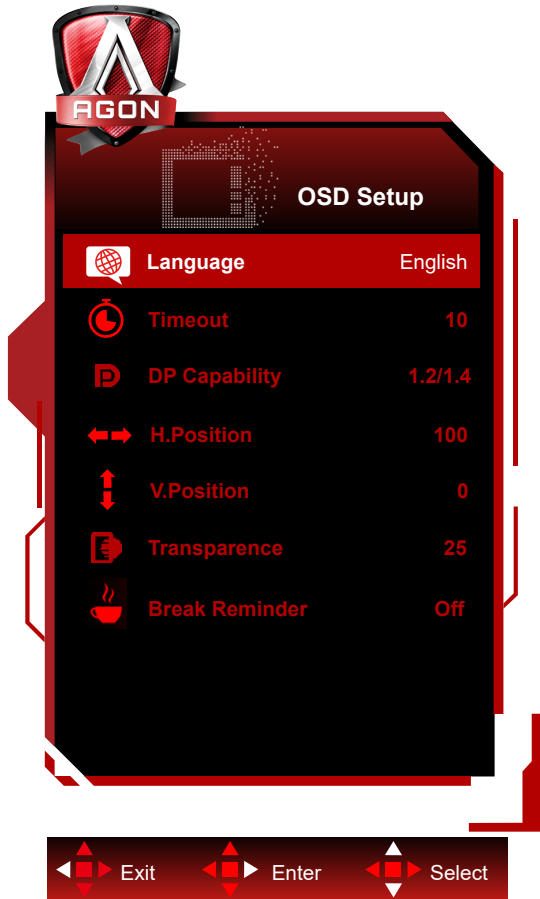 AGON
OSD Setup
Language English
Timeout 10
DP Capability 1.2/1.4
H.Position 100
V.Position 0
Transparence 25
Break Reminder Off
Exit Enter Select